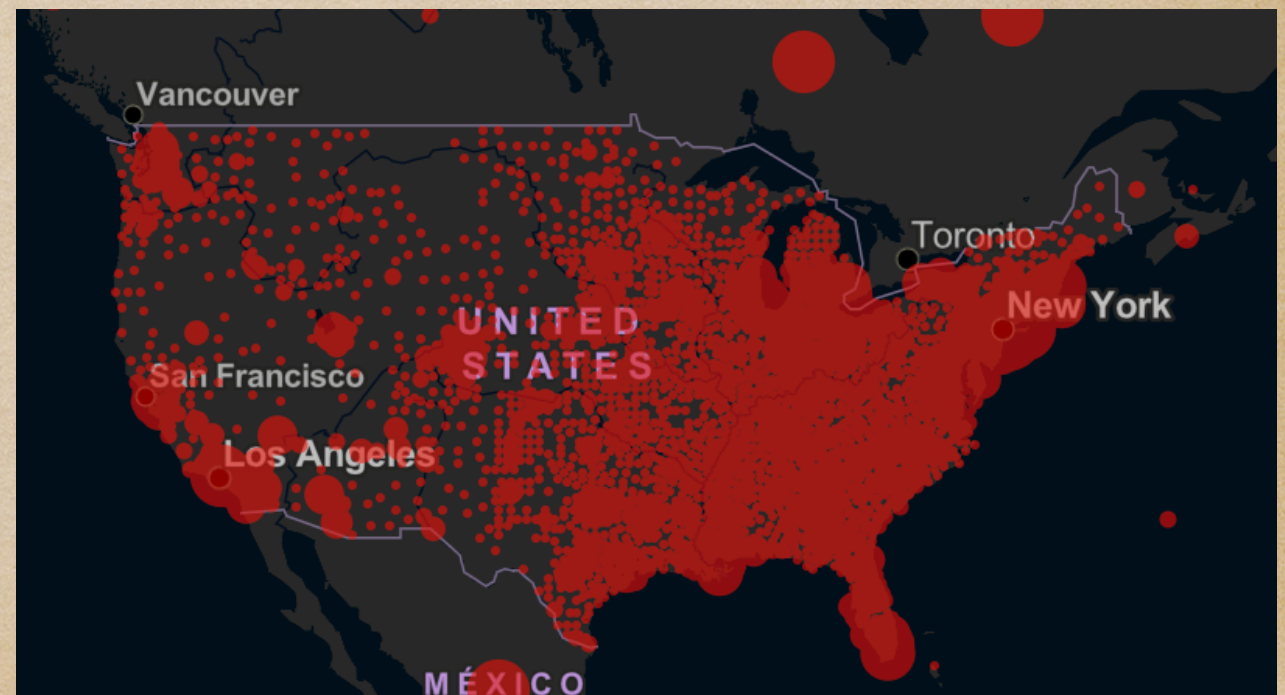 Vancouver
Toronto
New York
UNITED
STATES
San Francisco
Los Angeles
MÉXICO